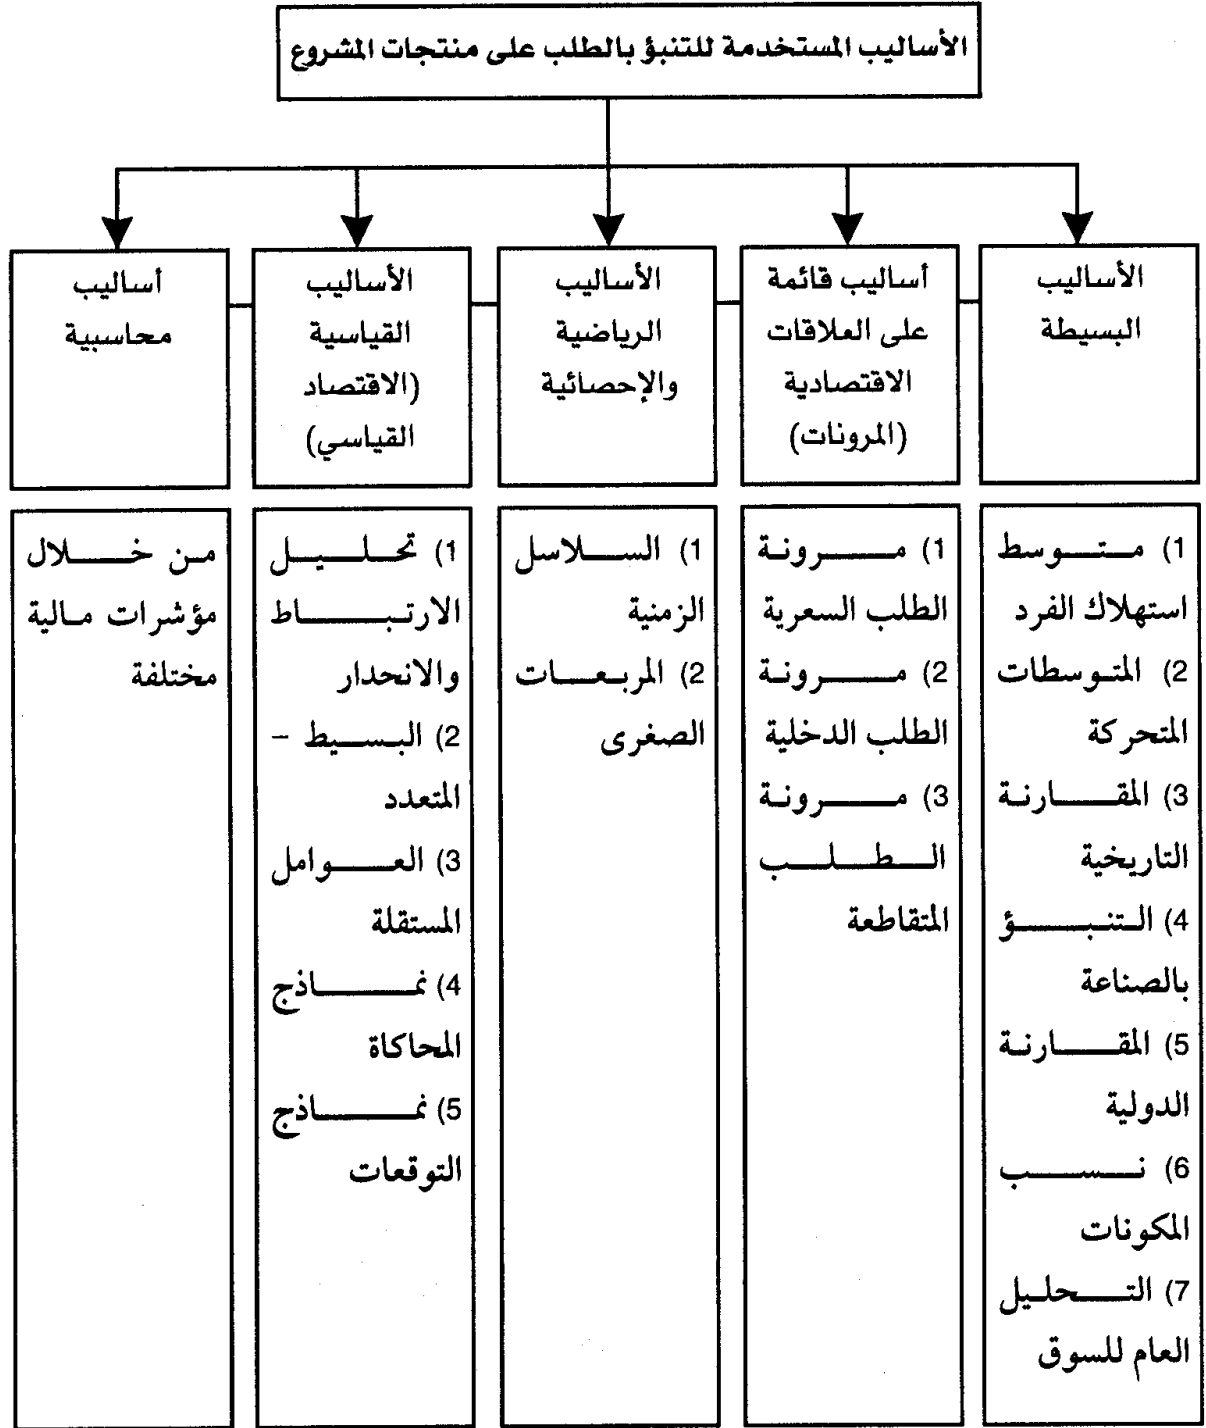 الأساليب المستخدمة للتنبؤ بالطلب على منتجات المشروع
الأساليب
البسيطة
أساليب قائمة
على العلاقات
الاقتصادية
(المرونات)
الأساليب
الرياضية
والإحصائية
الأساليب
القياسية
(الاقتصاد
القياسي)
أساليب
محاسبية
1) متوسط
استهلاك الفرد
2) المتوسطات
المتحركة
3) المقارنة
التاريخية
4) التنبؤ
بالصناعة
5) المقارنة
الدولية
6) نسب
المكونات
7) التحليل
العام للسوق
1) مرونة
الطلب السعرية
2) مرونة
الطلب الدخلية
3) مرونة
الطلب
المتقاطعة
1) السلاسل
الزمنية
2) المربعات
الصغرى
1) تحليل
الارتباط
والانحدار
2) البسيط –
المتعدد
3) العوامل
المستقلة
4) نماذج
المحاكاة
5) نماذج
التوقعات
من خلال
مؤشرات مالية
مختلفة